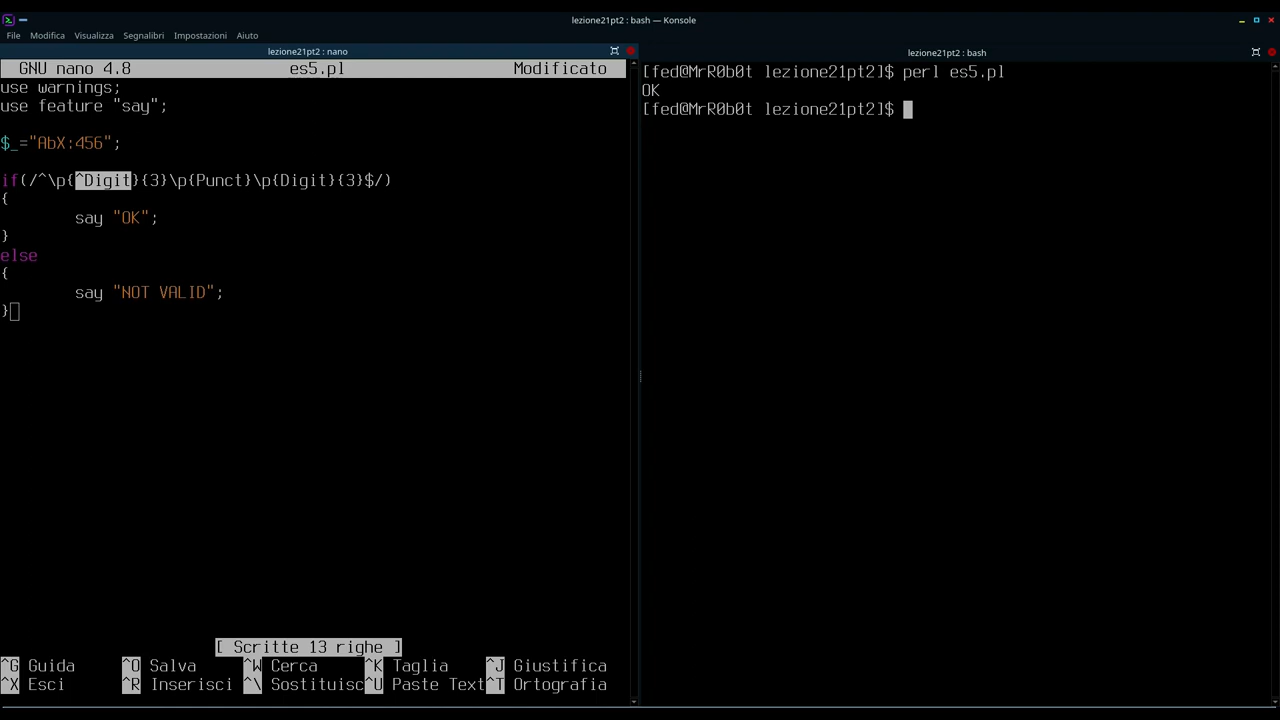 lezione21pt2 : bash — Konsole
File Modifica Visualizza Segnalibri Impostazioni Aiuto
lezione21pt2 : nano
GNU nano 4.8 es5.pl Modificato
use warnings;
use feature "say";
$_="AbX:456";
if(/^\p{^Digit}{3}\p{Punct}\p{Digit}{3}$/)
{
say "OK";
}
else
{
say "NOT VALID";
}
[ Scritte 13 righe ]
^G Guida ^O Salva ^W Cerca ^K Taglia ^J Giustifica
^X Esci ^R Inserisci ^\ Sostituisc ^U Paste Text ^T Ortografia
lezione21pt2 : bash
[fed@MrR0b0t lezione21pt2]$ perl es5.pl
OK
[fed@MrR0b0t lezione21pt2]$